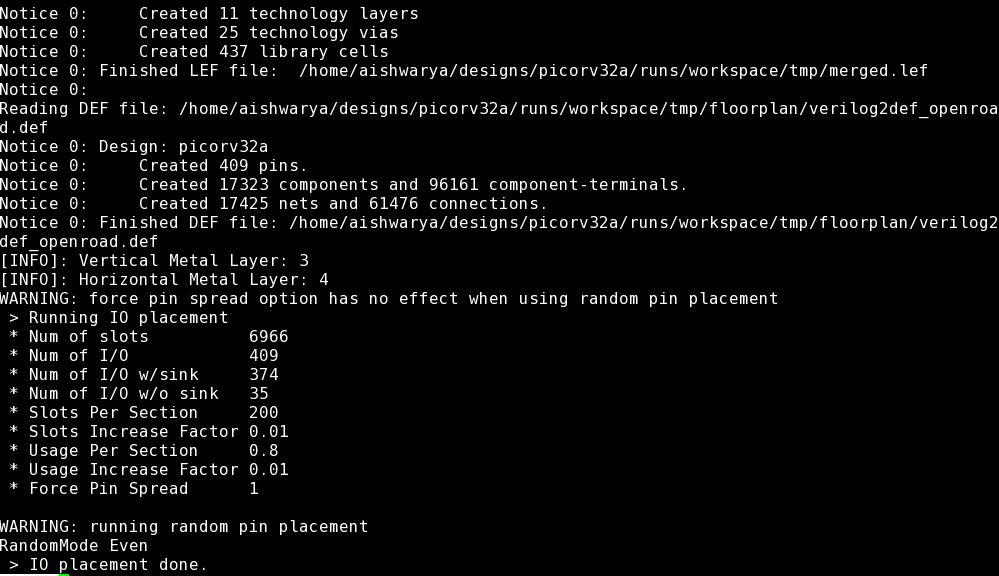 Notice 0:     Created 11 technology layers
Notice 0:     Created 25 technology vias
Notice 0:     Created 437 library cells
Notice 0: Finished LEF file:  /home/aishwarya/designs/picorv32a/runs/workspace/tmp/merged.lef
Notice 0:
Reading DEF file: /home/aishwarya/designs/picorv32a/runs/workspace/tmp/floorplan/verilog2def_openroa
d.def
Notice 0: Design: picorv32a
Notice 0:     Created 409 pins.
Notice 0:     Created 17323 components and 96161 component-terminals.
Notice 0:     Created 17425 nets and 61476 connections.
Notice 0: Finished DEF file: /home/aishwarya/designs/picorv32a/runs/workspace/tmp/floorplan/verilog2
def_openroad.def
[INFO]: Vertical Metal Layer: 3
[INFO]: Horizontal Metal Layer: 4
WARNING: force pin spread option has no effect when using random pin placement
 > Running IO placement
 * Num of slots          6966
 * Num of I/O            409
 * Num of I/O w/sink     374
 * Num of I/O w/o sink   35
 * Slots Per Section     200
 * Slots Increase Factor 0.01
 * Usage Per Section     0.8
 * Usage Increase Factor 0.01
 * Force Pin Spread      1

WARNING: running random pin placement
RandomMode Even
 > IO placement done.